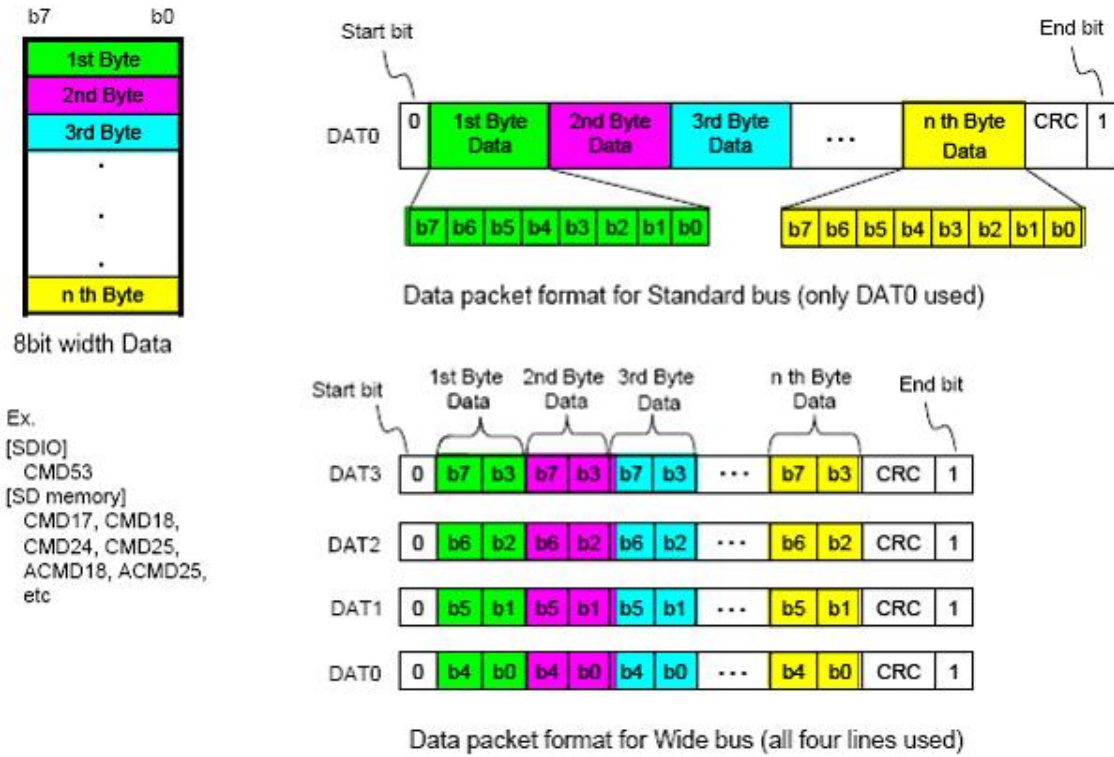 b7 b0
1st Byte
2nd Byte
3rd Byte
.
.
.
n th Byte
8bit width Data
Ex.
[SDIO]
CMD53
[SD memory]
CMD17, CMD18,
CMD24, CMD25,
ACMD18, ACMD25,
etc
Start bit End bit
DAT0 0 1st Byte Data 2nd Byte Data 3rd Byte Data ... n th Byte Data CRC 1
b7 b6 b5 b4 b3 b2 b1 b0 b7 b6 b5 b4 b3 b2 b1 b0
Data packet format for Standard bus (only DAT0 used)
Start bit 1st Byte Data 2nd Byte Data 3rd Byte Data n th Byte Data End bit
DAT3 0 b7 b3 b7 b3 b7 b3 ... b7 b3 CRC 1
DAT2 0 b6 b2 b6 b2 b6 b2 ... b6 b2 CRC 1
DAT1 0 b5 b1 b5 b1 b5 b1 ... b5 b1 CRC 1
DAT0 0 b4 b0 b4 b0 b4 b0 ... b4 b0 CRC 1
Data packet format for Wide bus (all four lines used)